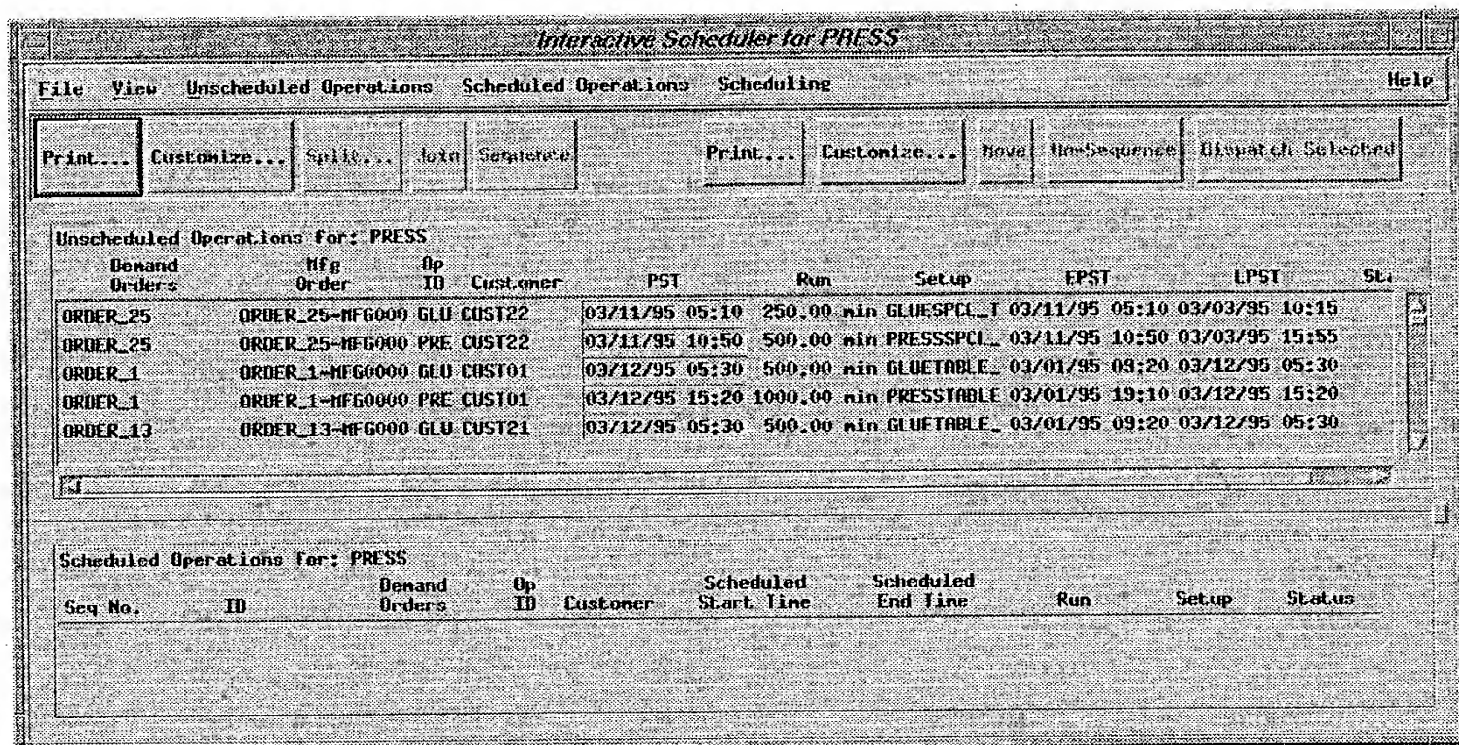 Interactive Scheduler for PRESS
File View Unscheduled Operations Scheduled Operations Scheduling Help
Print... Customize... Split... Join Sequence Print... Customize... Move Un-Sequence Dispatch Selected
Unscheduled Operations for: PRESS
Demand Mfg Op
Orders Order ID Customer PST Run Setup EPST LPST Sta
ORDER_25 ORDER_25-MFG000 GLU CUST22 03/11/95 05:10 250.00 min GLUESPCL_T 03/11/95 05:10 03/03/95 10:15
ORDER_25 ORDER_25-MFG000 PRE CUST22 03/11/95 10:50 500.00 min PRESSSPCL_ 03/11/95 10:50 03/03/95 15:55
ORDER_1 ORDER_1-MFG0000 GLU CUST01 03/12/95 05:30 500.00 min GLUETABLE_ 03/01/95 09:20 03/12/95 05:30
ORDER_1 ORDER_1-MFG0000 PRE CUST01 03/12/95 15:20 1000.00 min PRESSTABLE 03/01/95 19:10 03/12/95 15:20
ORDER_13 ORDER_13-MFG000 GLU CUST21 03/12/95 05:30 500.00 min GLUETABLE_ 03/01/95 09:20 03/12/95 05:30
Scheduled Operations for: PRESS
Demand Op Scheduled Scheduled
Seq No. ID Orders ID Customer Start Time End Time Run Setup Status